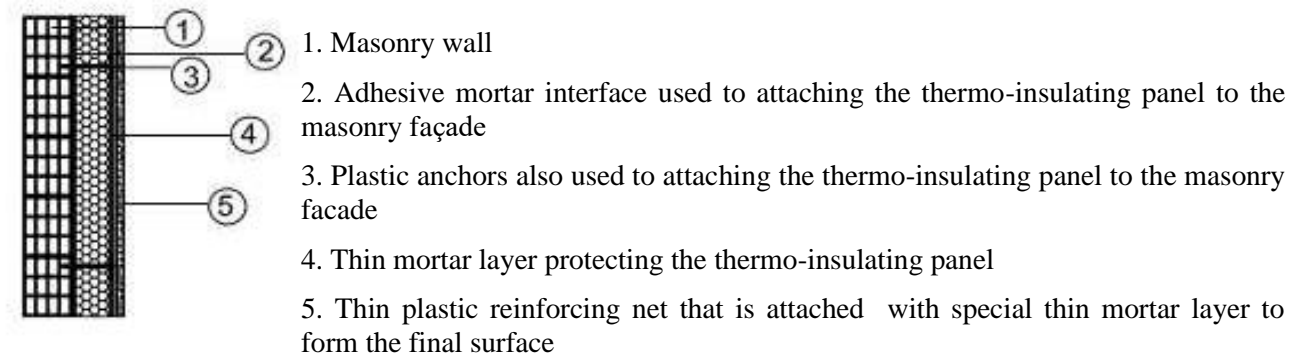 1
2
3
4
5
1. Masonry wall
2. Adhesive mortar interface used to attaching the thermo-insulating panel to the
masonry façade
3. Plastic anchors also used to attaching the thermo-insulating panel to the masonry
facade
4. Thin mortar layer protecting the thermo-insulating panel
5. Thin plastic reinforcing net that is attached with special thin mortar layer to
form the final surface